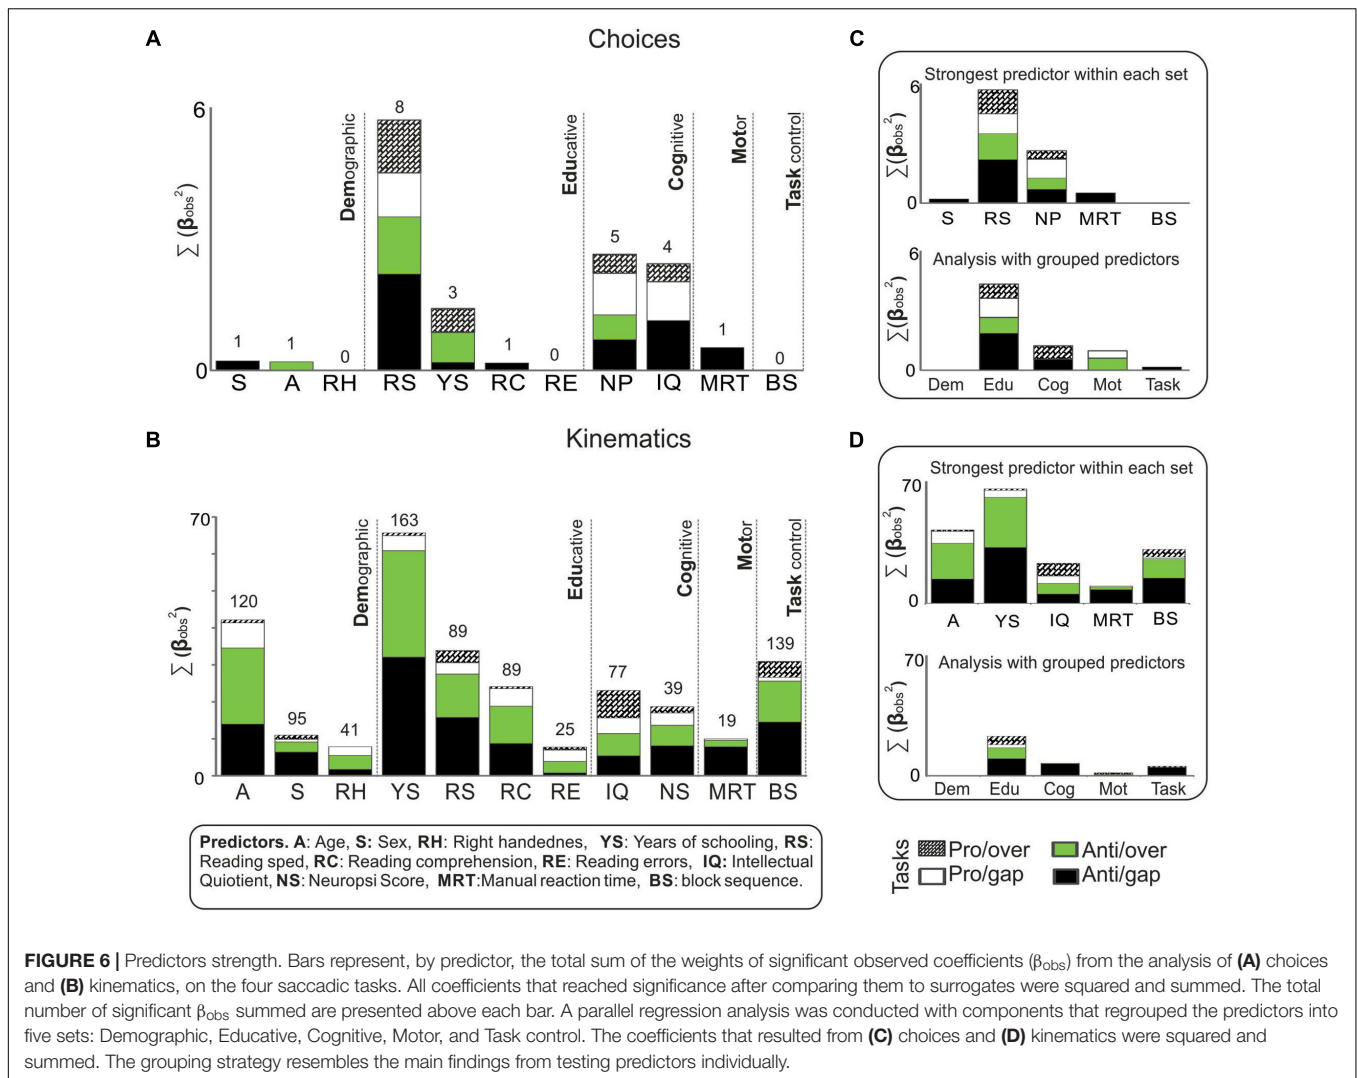 A
Choices
6
Σ (βobs²)
0
1
1
0
8
3
1
0
5
4
1
0
Demographic
Educative
Cognitive
Motor
Task control
S A RH RS YS RC RE NP IQ MRT BS
C
Strongest predictor within each set
6
Σ(βobs²)
0
S RS NP MRT BS
Analysis with grouped predictors
6
Σ(βobs²)
0
Dem Edu Cog Mot Task
B
Kinematics
70
Σ (βobs²)
0
120
95
41
163
89
89
25
77
39
19
139
Demographic
Educative
Cognitive
Motor
Task control
A S RH YS RS RC RE IQ NS MRT BS
D
Strongest predictor within each set
70
Σ (βobs²)
0
A YS IQ MRT BS
Analysis with grouped predictors
70
Σ (βobs²)
0
Dem Edu Cog Mot Task
Predictors. A: Age, S: Sex, RH: Right handednes, YS: Years of schooling, RS:
Reading sped, RC: Reading comprehension, RE: Reading errors, IQ: Intellectual
Quotient, NS: Neuropsi Score, MRT:Manual reaction time, BS: block sequence.
Tasks
Pro/over Anti/over
Pro/gap Anti/gap
FIGURE 6 | Predictors strength. Bars represent, by predictor, the total sum of the weights of significant observed coefficients (βobs) from the analysis of (A) choices
and (B) kinematics, on the four saccadic tasks. All coefficients that reached significance after comparing them to surrogates were squared and summed. The total
number of significant βobs summed are presented above each bar. A parallel regression analysis was conducted with components that regrouped the predictors into
five sets: Demographic, Educative, Cognitive, Motor, and Task control. The coefficients that resulted from (C) choices and (D) kinematics were squared and
summed. The grouping strategy resembles the main findings from testing predictors individually.